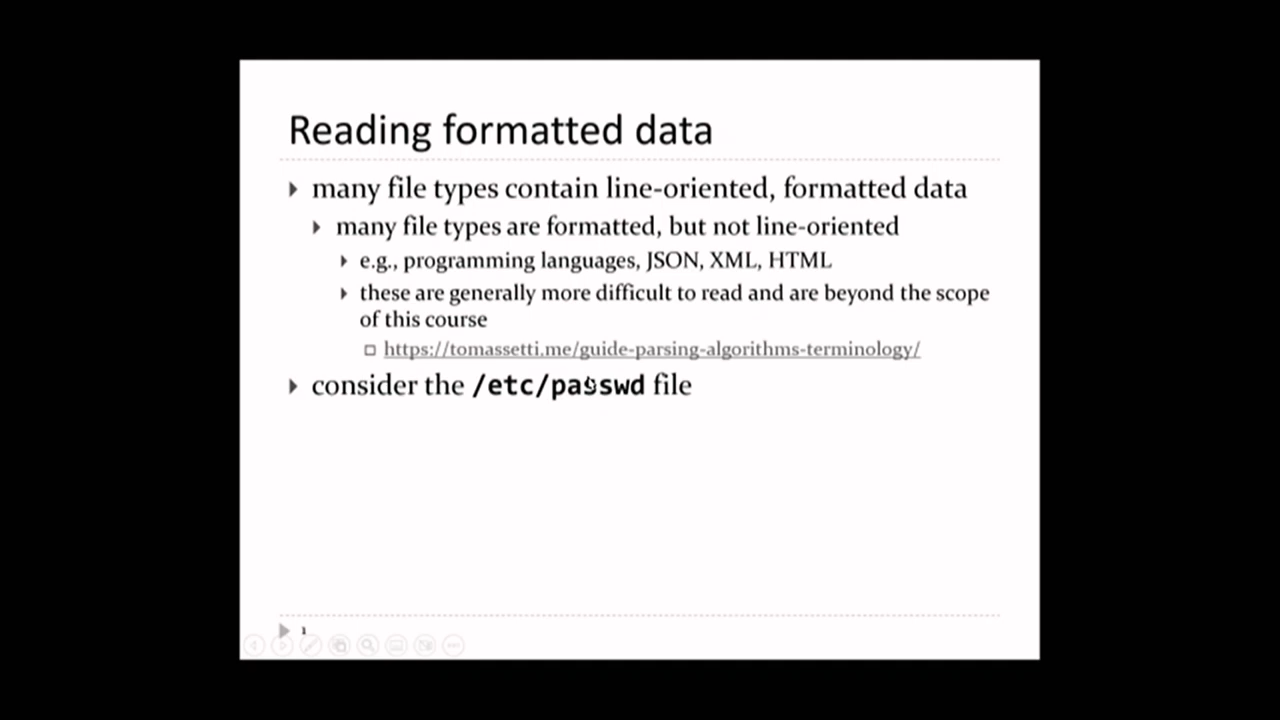 Reading formatted data
many file types contain line-oriented, formatted data
many file types are formatted, but not line-oriented
e.g., programming languages, JSON, XML, HTML
these are generally more difficult to read and are beyond the scope
of this course
https://tomassetti.me/guide-parsing-algorithms-terminology/
consider the /etc/passwd file
1